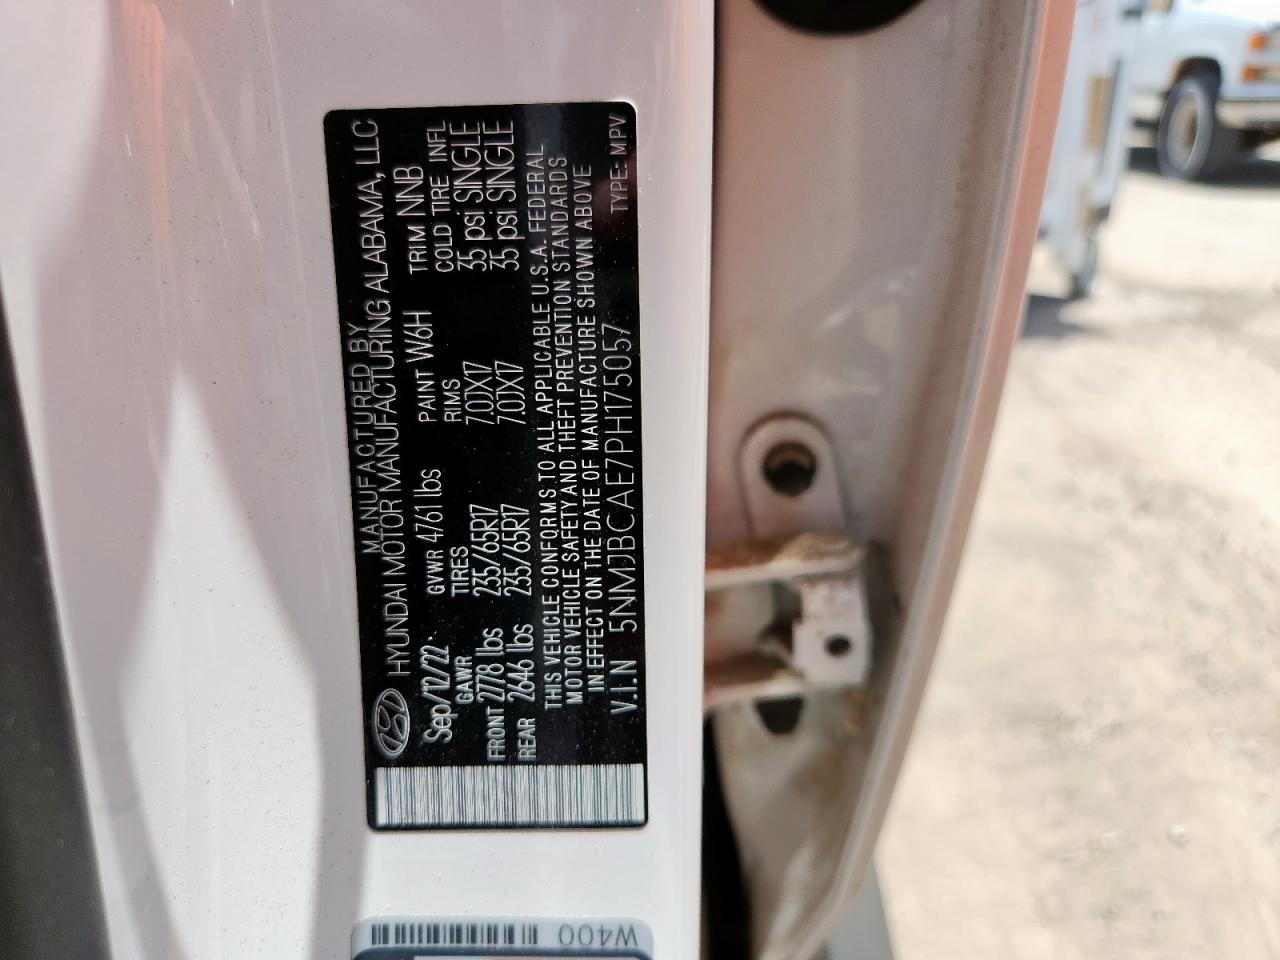 MANUFACTURED BY
HYUNDAI MOTOR MANUFACTURING ALABAMA, LLC
Sep/12/22 GVWR 4761 lbs PAINT W6H TRIM NNB
GAWR TIRES RIMS COLD TIRE INFL
FRONT 2778 lbs 235/65R17 7.0JX17 35 psi SINGLE
REAR 2646 lbs 235/65R17 7.0JX17 35 psi SINGLE
THIS VEHICLE CONFORMS TO ALL APPLICABLE U.S.A. FEDERAL
MOTOR VEHICLE SAFETY AND THEFT PREVENTION STANDARDS
IN EFFECT ON THE DATE OF MANUFACTURE SHOWN ABOVE
V.I.N 5NMJBCAE7PH175057 TYPE: MPV
W400